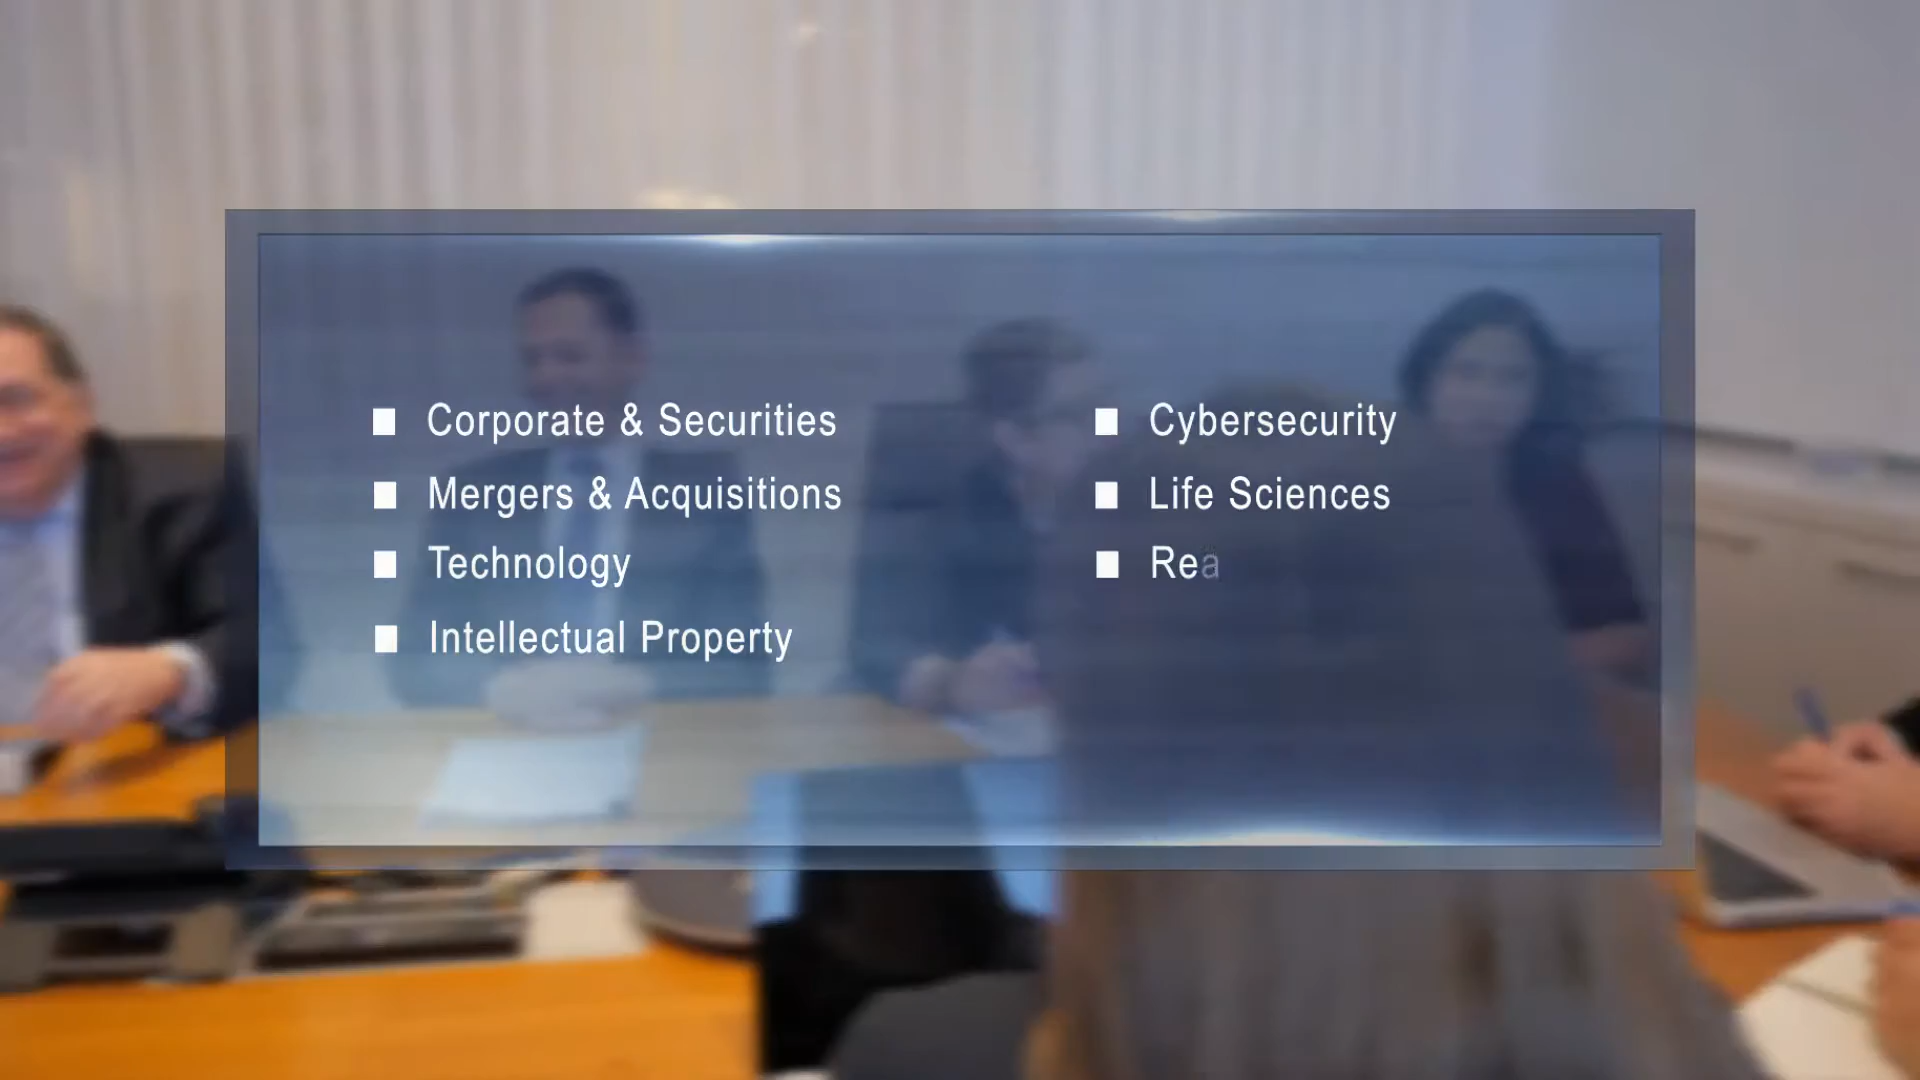 Corporate & Securities
Mergers & Acquisitions
Technology
Intellectual Property
Cybersecurity
Life Sciences
Rea